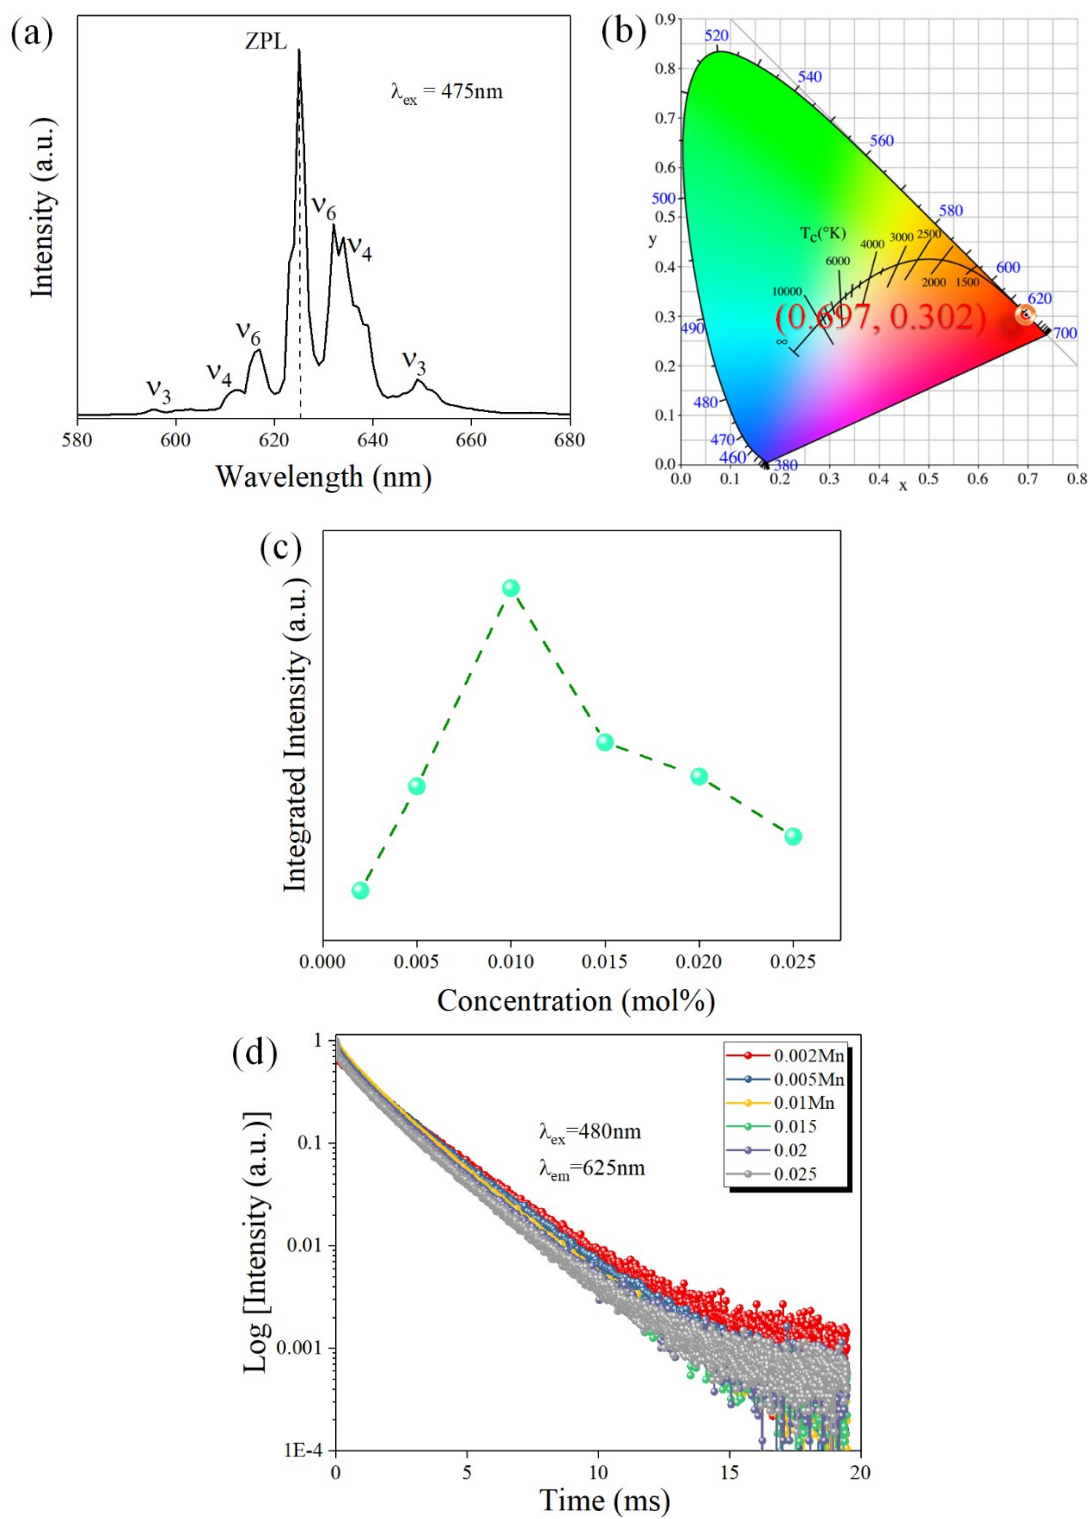 (a)
ZPL
λex = 475nm
ν6
ν4
ν6
ν4
ν3
ν3
Intensity (a.u.)
580 600 620 640 660 680
Wavelength (nm)
(b)
0.9
0.8
0.7
0.6
0.5
0.4
0.3
0.2
0.1
0.0
y
0.0 0.1 0.2 0.3 0.4 0.5 0.6 0.7 0.8
x
520
540
560
580
600
620
700
500
490
480
470
460
380
Tc(°K)
∞
10000
6000
4000
3000
2500
2000
1500
(0.697, 0.302)
(c)
Integrated Intensity (a.u.)
0.000 0.005 0.010 0.015 0.020 0.025
Concentration (mol%)
(d)
Log [Intensity (a.u.)]
1
0.1
0.01
0.001
1E-4
λex=480nm
λem=625nm
0.002Mn
0.005Mn
0.01Mn
0.015
0.02
0.025
0 5 10 15 20
Time (ms)